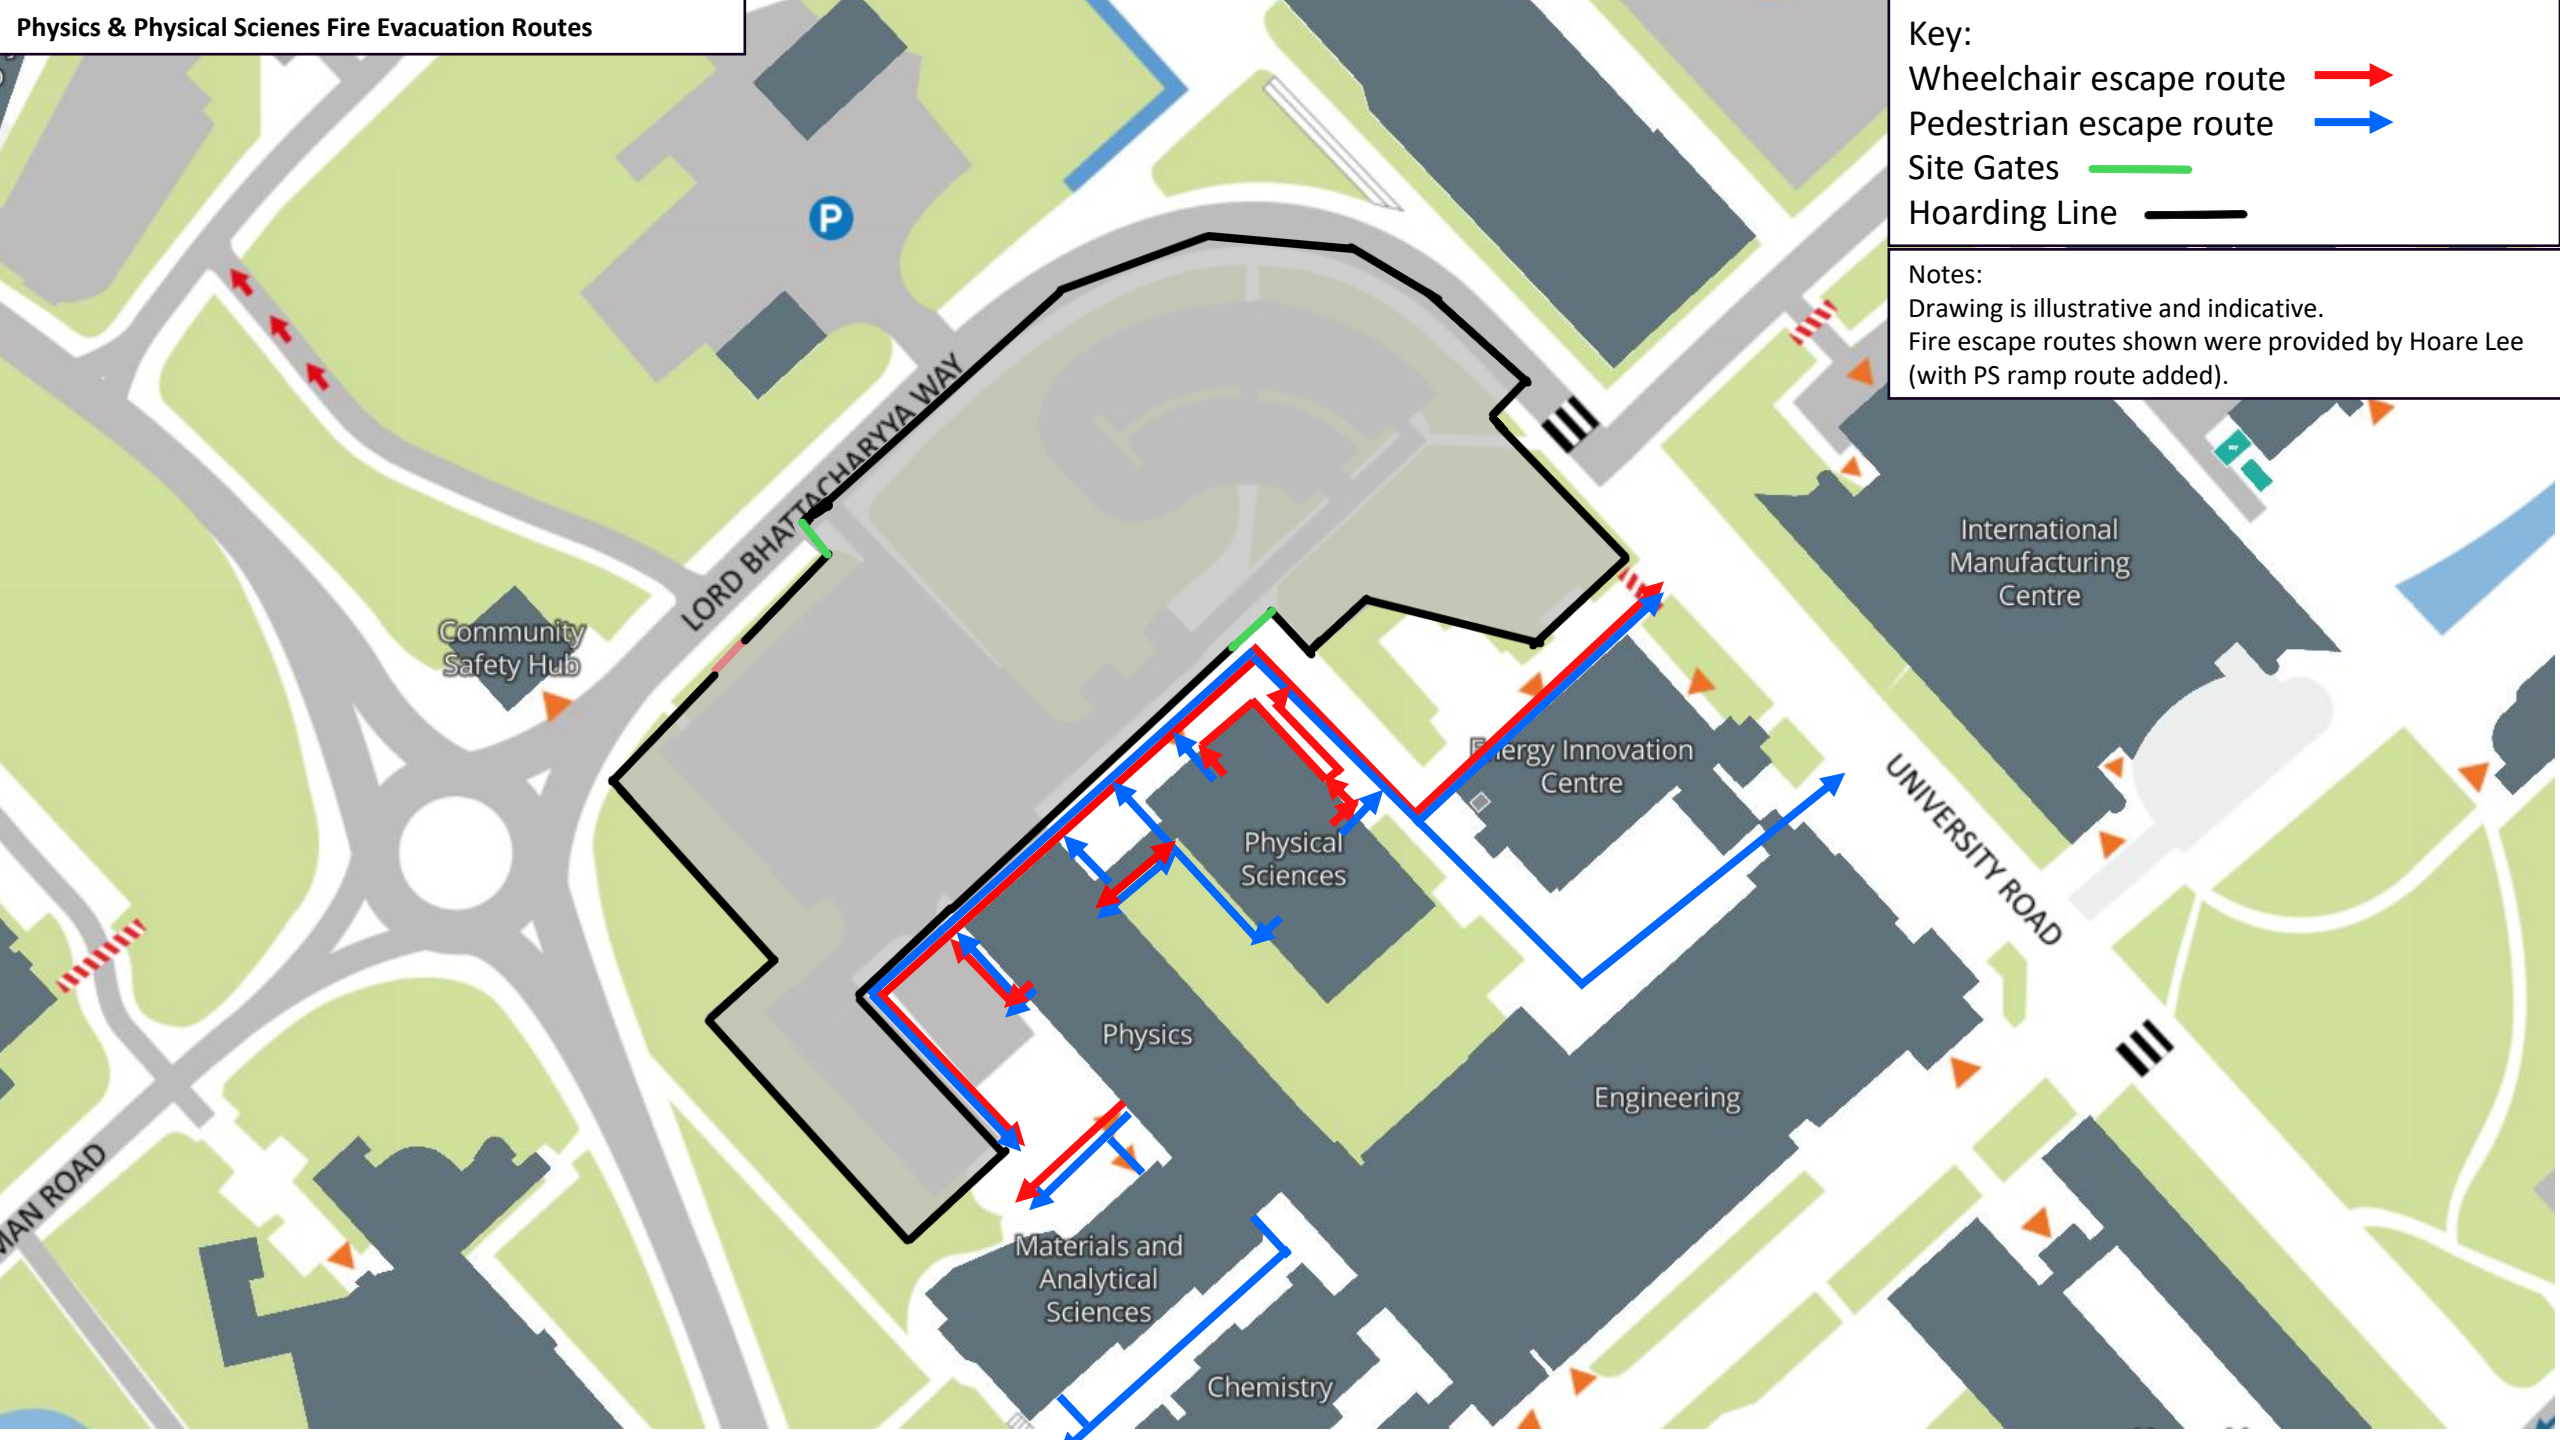 Physics & Physical Scienes Fire Evacuation Routes
Key:
Wheelchair escape route
Pedestrian escape route
Site Gates
Hoarding Line
Notes:
Drawing is illustrative and indicative.
Fire escape routes shown were provided by Hoare Lee
(with PS ramp route added).
P
LORD BHATTACHARYYA WAY
International
Manufacturing
Centre
Community
Safety Hub
Energy Innovation
Centre
UNIVERSITY ROAD
Physical
Sciences
Physics
Engineering
MAN ROAD
Materials and
Analytical
Sciences
Chemistry